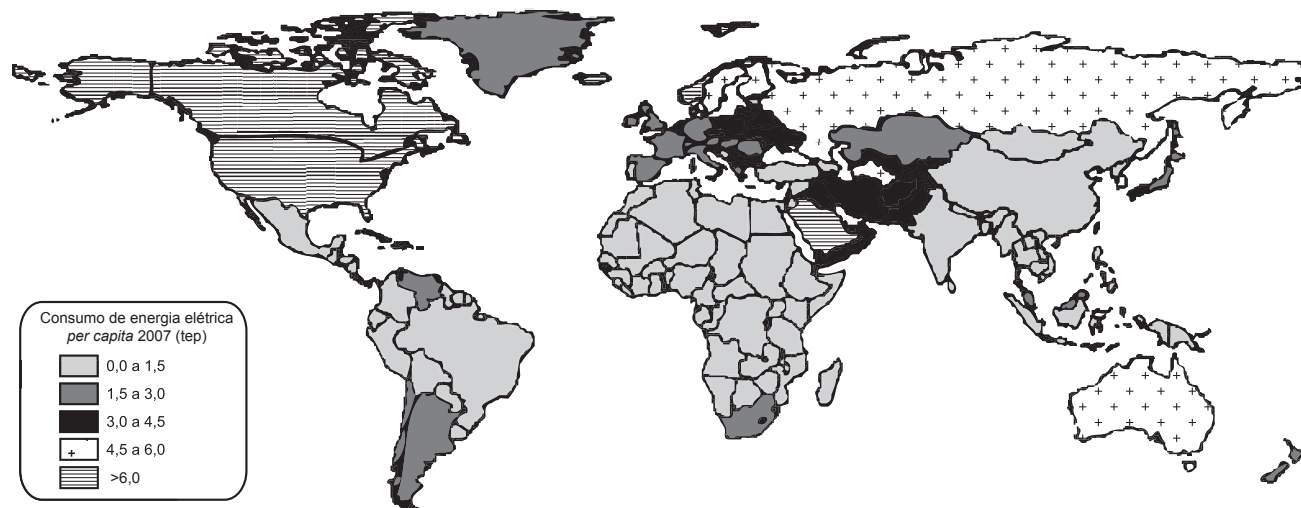 Consumo de energia elétrica
per capita 2007 (tep)
0,0 a 1,5
1,5 a 3,0
3,0 a 4,5
4,5 a 6,0
>6,0